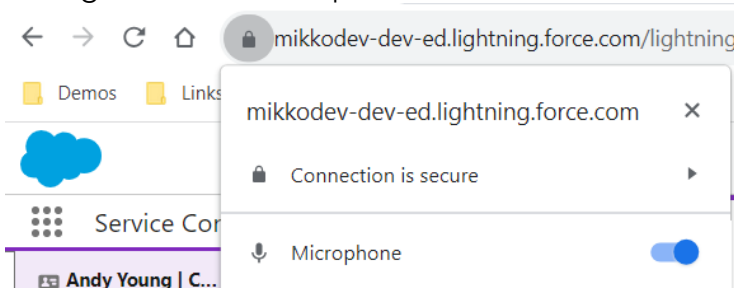 mikkodev-dev-ed.lightning.force.com/lightning
Demos Links
mikkodev-dev-ed.lightning.force.com
Connection is secure
Service Cor
Microphone
Andy Young | C...